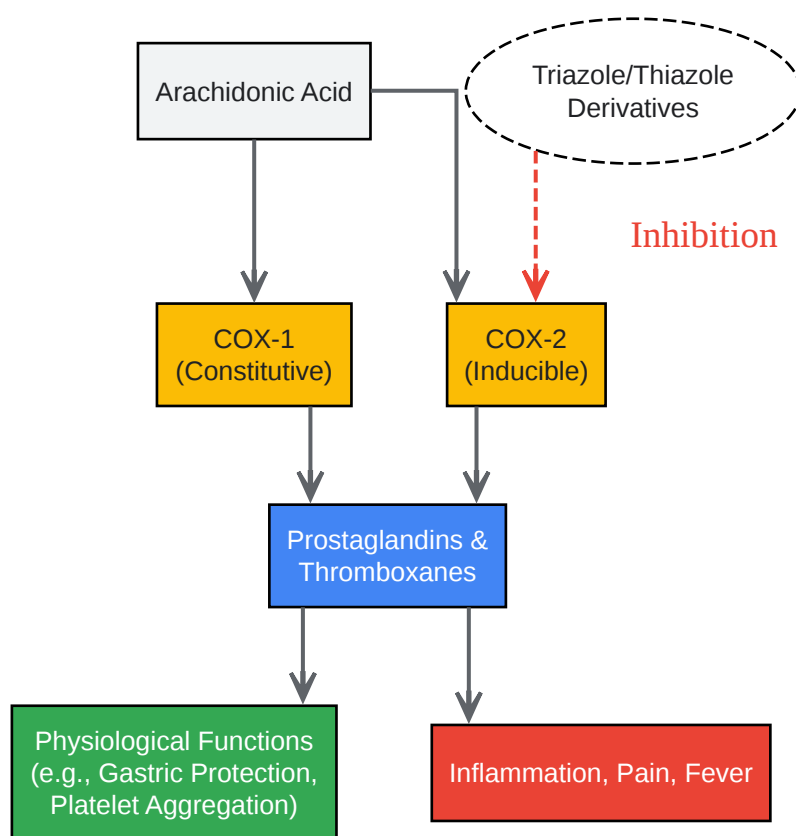 Arachidonic Acid
Triazole/Thiazole
Derivatives
Inhibition
COX-1
(Constitutive)
COX-2
(Inducible)
Prostaglandins &
Thromboxanes
Physiological Functions
(e.g., Gastric Protection,
Platelet Aggregation)
Inflammation, Pain, Fever